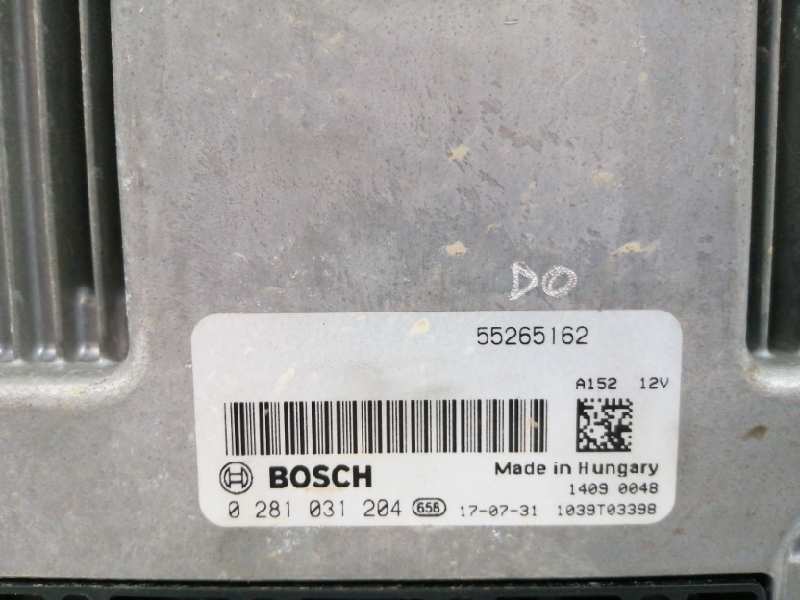 DO
55265162
A152 12V
BOSCH
Made in Hungary
1409 0048
0 281 031 204 656 17-07-31 1039T03398